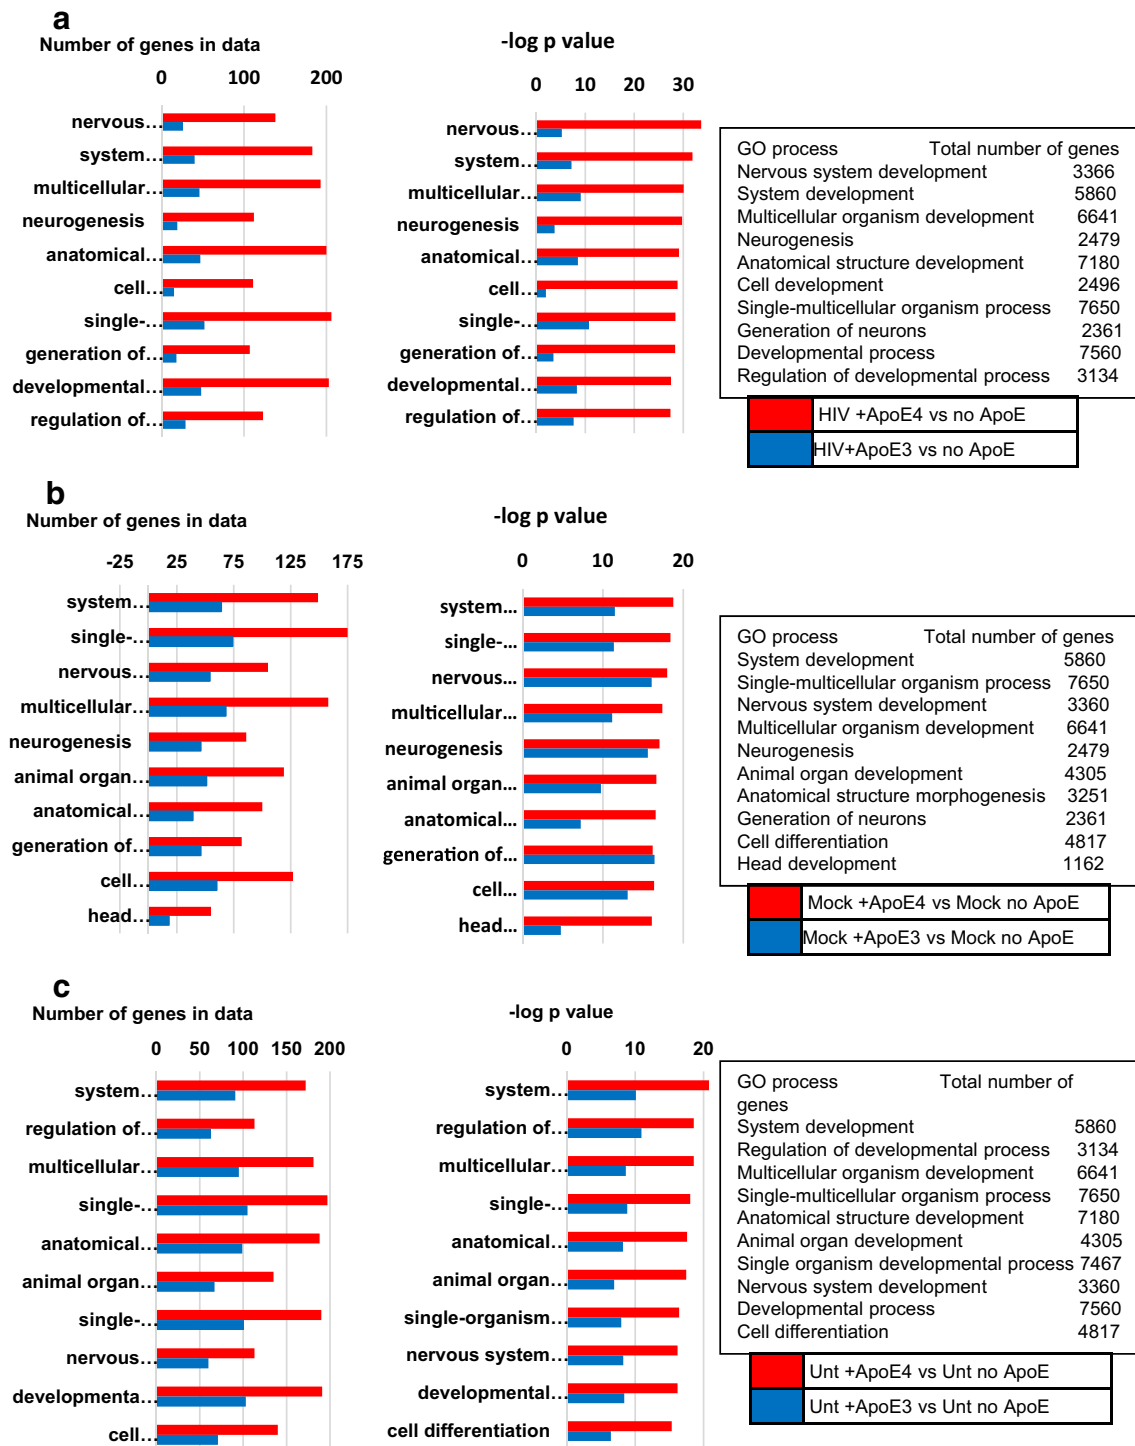 a
Number of genes in data
0 100 200
nervous...
system...
multicellular...
neurogenesis
anatomical...
cell...
single-...
generation of...
developmental...
regulation of...
-log p value
0 10 20 30
nervous...
system...
multicellular...
neurogenesis
anatomical...
cell...
single-...
generation of...
developmental...
regulation of...
GO process Total number of genes
Nervous system development 3366
System development 5860
Multicellular organism development 6641
Neurogenesis 2479
Anatomical structure development 7180
Cell development 2496
Single-multicellular organism process 7650
Generation of neurons 2361
Developmental process 7560
Regulation of developmental process 3134
HIV +ApoE4 vs no ApoE
HIV+ApoE3 vs no ApoE
b
Number of genes in data
-25 25 75 125 175
system...
single-...
nervous...
multicellular...
neurogenesis
animal organ...
anatomical...
generation of...
cell...
head...
-log p value
0 10 20
system...
single-...
nervous...
multicellular...
neurogenesis
animal organ...
anatomical...
generation of...
cell...
head...
GO process Total number of genes
System development 5860
Single-multicellular organism process 7650
Nervous system development 3360
Multicellular organism development 6641
Neurogenesis 2479
Animal organ development 4305
Anatomical structure morphogenesis 3251
Generation of neurons 2361
Cell differentiation 4817
Head development 1162
Mock +ApoE4 vs Mock no ApoE
Mock +ApoE3 vs Mock no ApoE
c
Number of genes in data
0 50 100 150 200
system...
regulation of...
multicellular...
single-...
anatomical...
animal organ...
single-...
nervous...
developmenta...
cell...
-log p value
0 10 20
system...
regulation of...
multicellular...
single-...
anatomical...
animal organ...
single-organism...
nervous system...
developmental...
cell differentiation
GO process Total number of
genes
System development 5860
Regulation of developmental process 3134
Multicellular organism development 6641
Single-multicellular organism process 7650
Anatomical structure development 7180
Animal organ development 4305
Single organism developmental process 7467
Nervous system development 3360
Developmental process 7560
Cell differentiation 4817
Unt +ApoE4 vs Unt no ApoE
Unt +ApoE3 vs Unt no ApoE